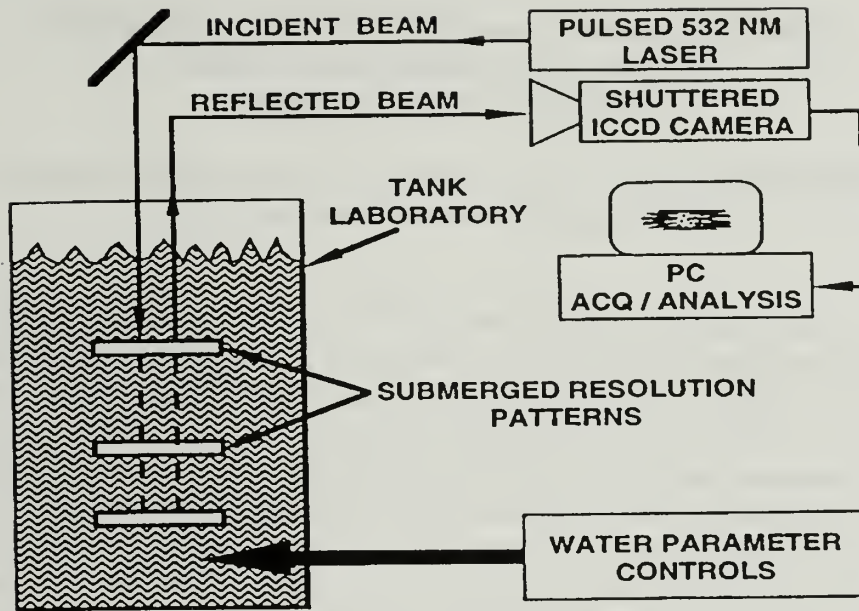 INCIDENT BEAM
PULSED 532 NM
LASER
REFLECTED BEAM
SHUTTERED
ICCD CAMERA
TANK
LABORATORY
PC
ACQ / ANALYSIS
SUBMERGED RESOLUTION
PATTERNS
WATER PARAMETER
CONTROLS